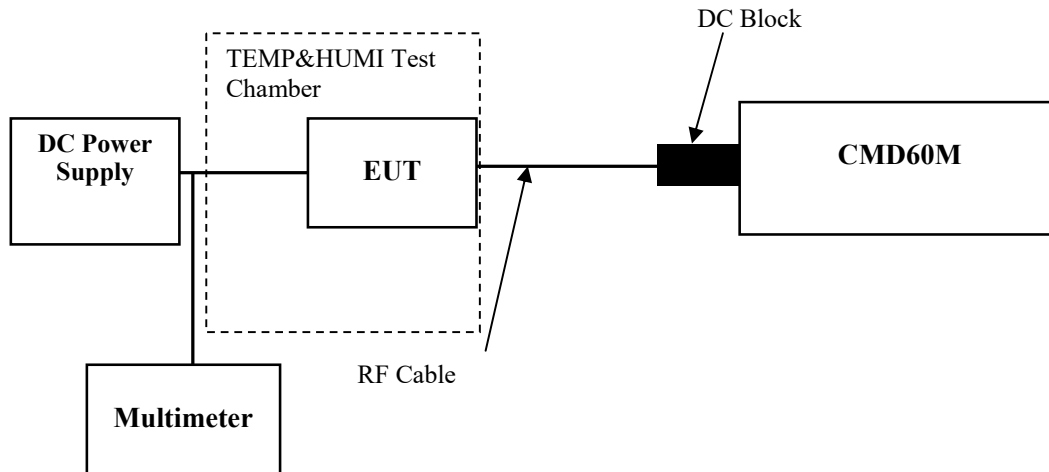 DC Block
TEMP&HUMI Test
Chamber
DC Power
Supply
EUT
CMD60M
RF Cable
Multimeter